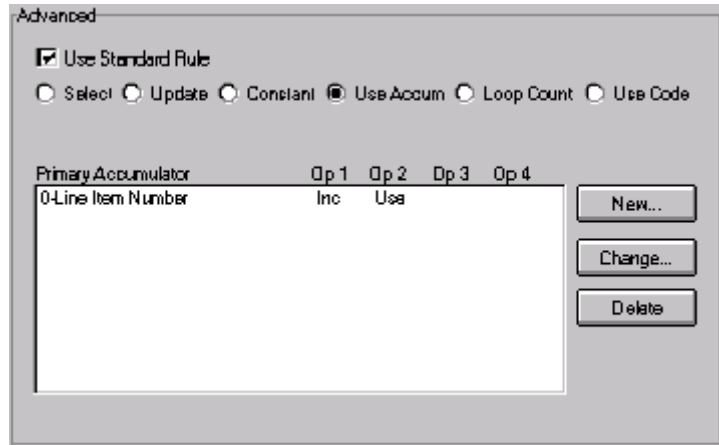 Advanced
Use Standard Rule
Select Update Constant Use Accum Loop Count Use Code
Primary Accumulator Op 1 Op 2 Op 3 Op 4
0-Line Item Number Inc Use
New...
Change...
Delete